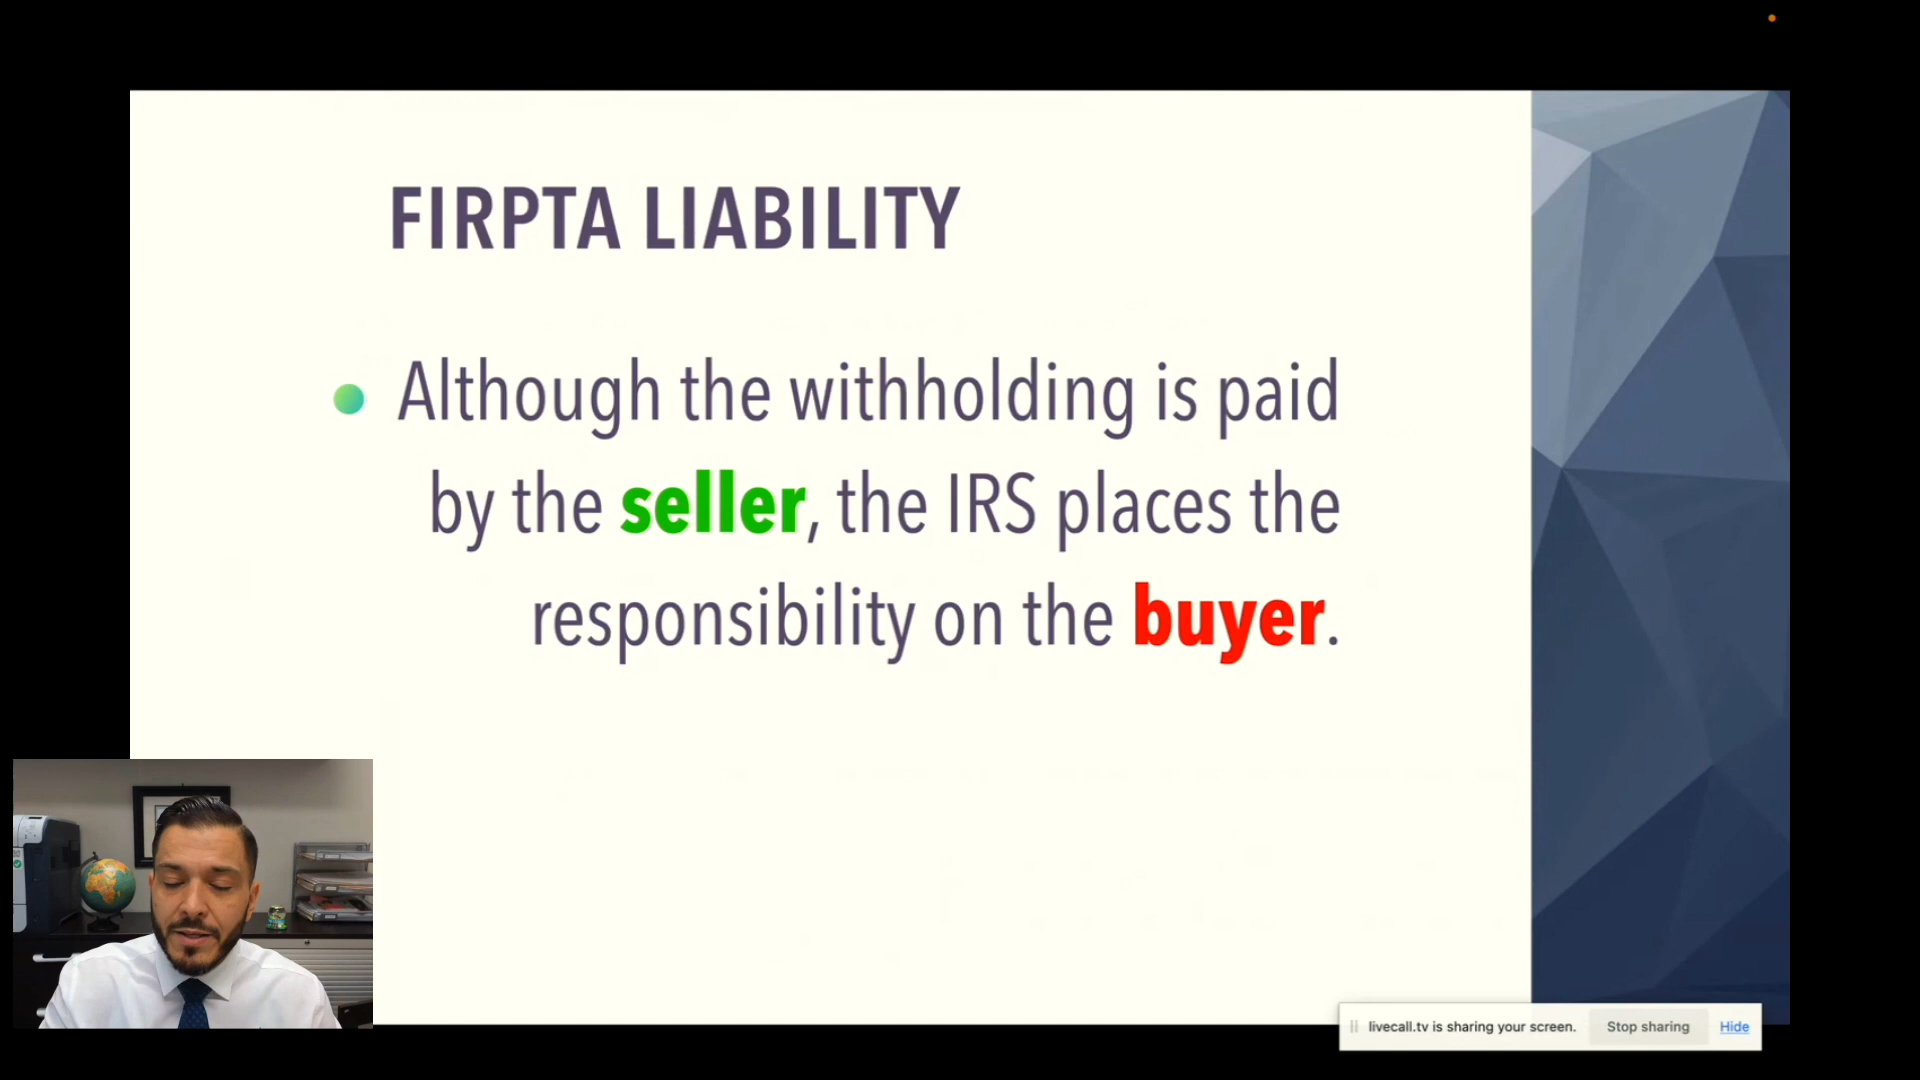 FIRPTA LIABILITY
Although the withholding is paid
by the seller, the IRS places the
responsibility on the buyer.
livecall.tv is sharing your screen. Stop sharing Hide